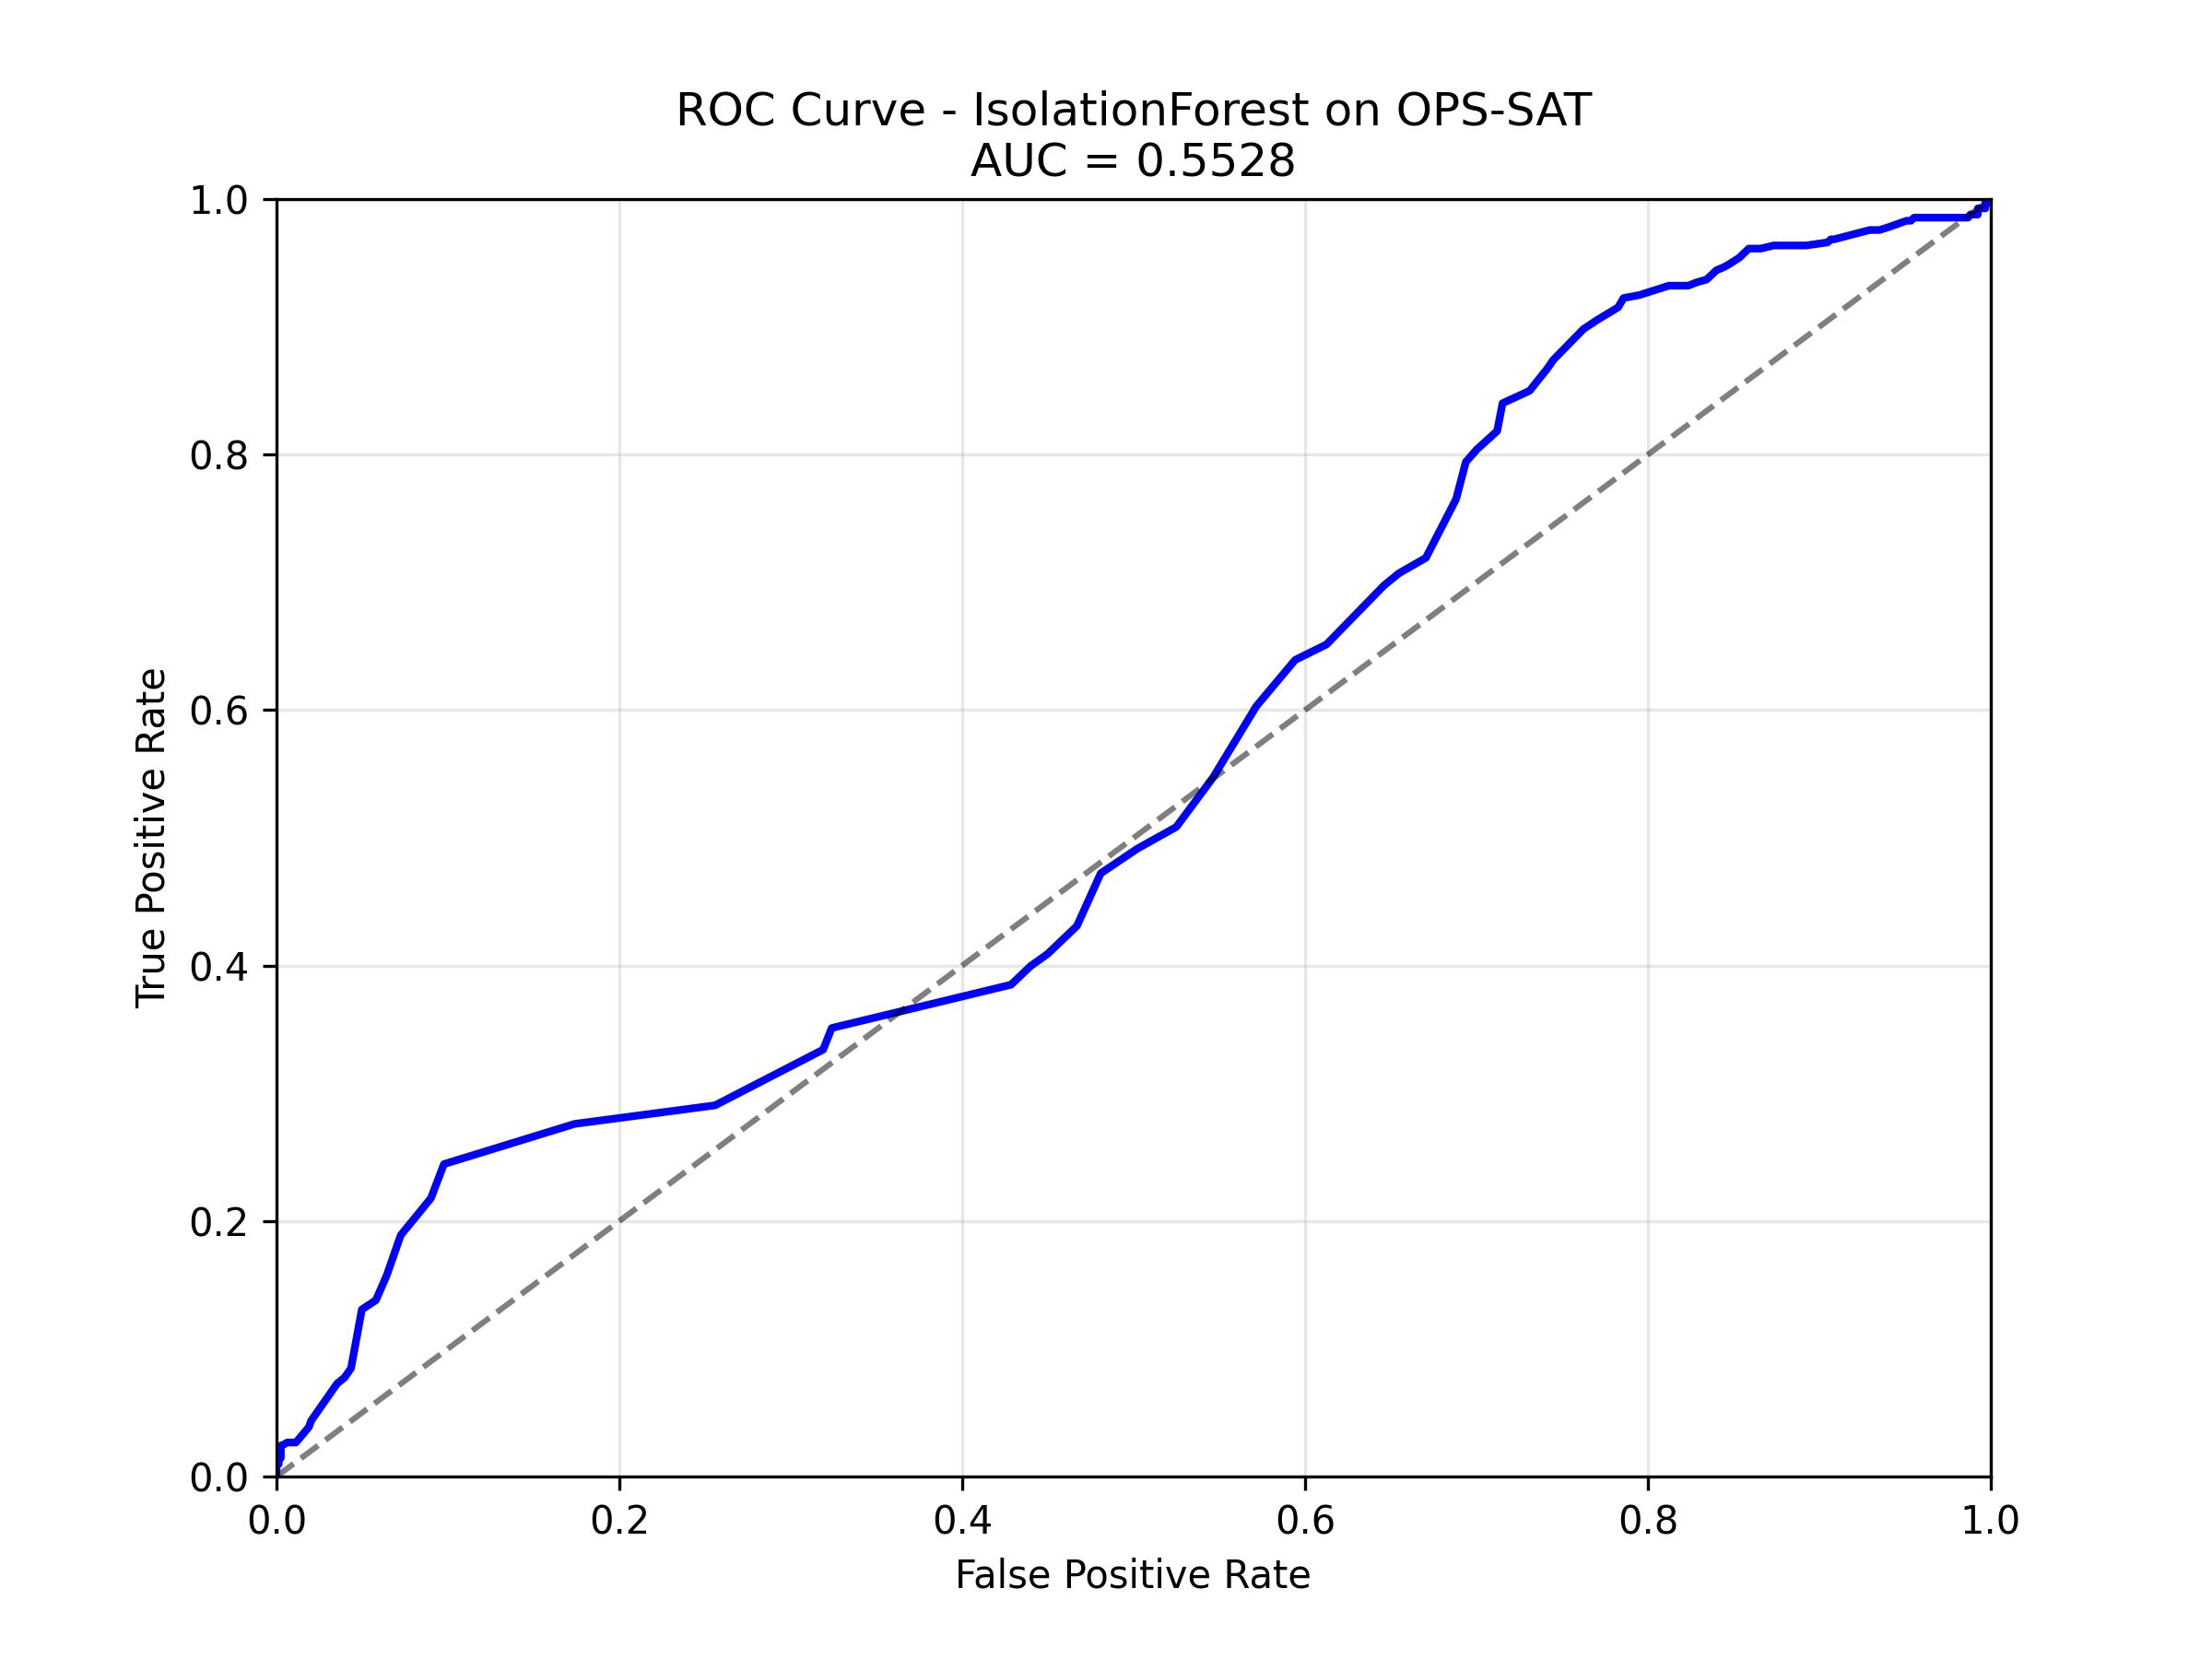 ROC Curve - IsolationForest on OPS-SAT
AUC = 0.5528
1.0
0.8
0.6
0.4
0.2
0.0
True Positive Rate
0.0 0.2 0.4 0.6 0.8 1.0
False Positive Rate